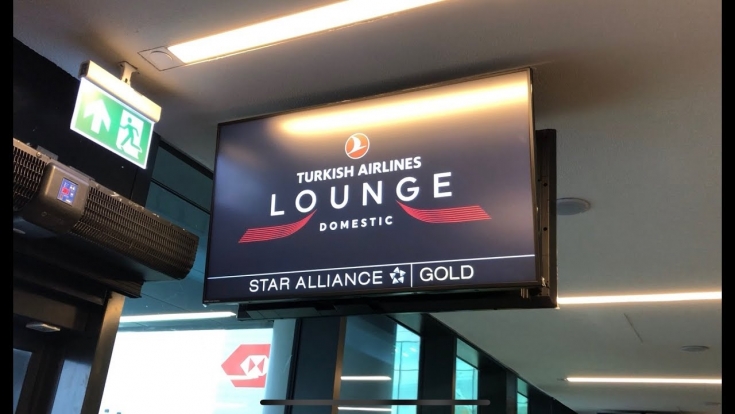 TURKISH AIRLINES
LOUNGE
DOMESTIC
STAR ALLIANCE GOLD